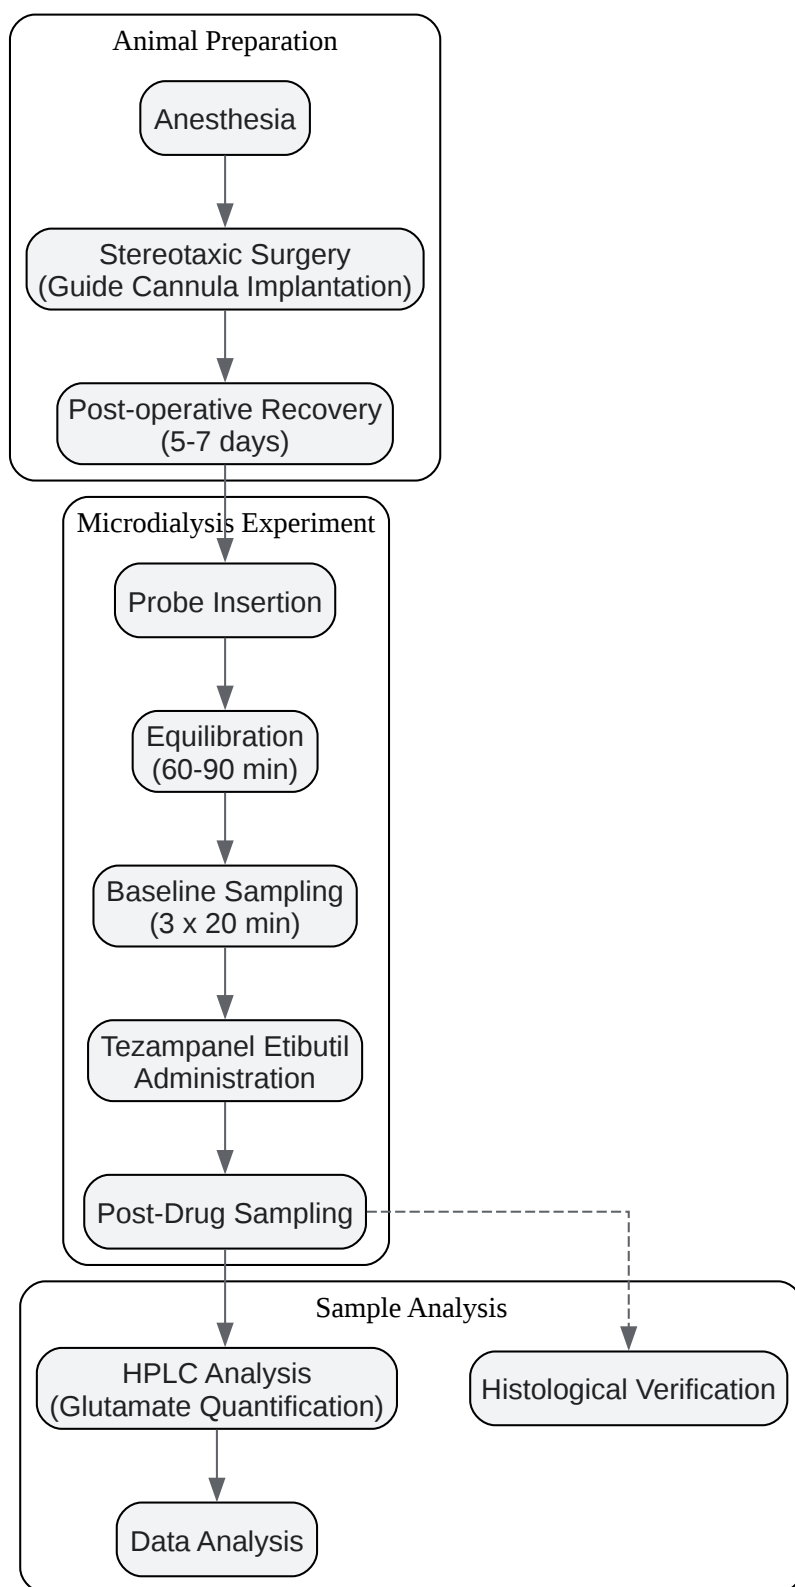 Animal Preparation
Anesthesia
Stereotaxic Surgery
(Guide Cannula Implantation)
Post-operative Recovery
(5-7 days)
Microdialysis Experiment
Probe Insertion
Equilibration
(60-90 min)
Baseline Sampling
(3 x 20 min)
Tezampanel Etibutil
Administration
Post-Drug Sampling
Sample Analysis
HPLC Analysis
(Glutamate Quantification)
Histological Verification
Data Analysis